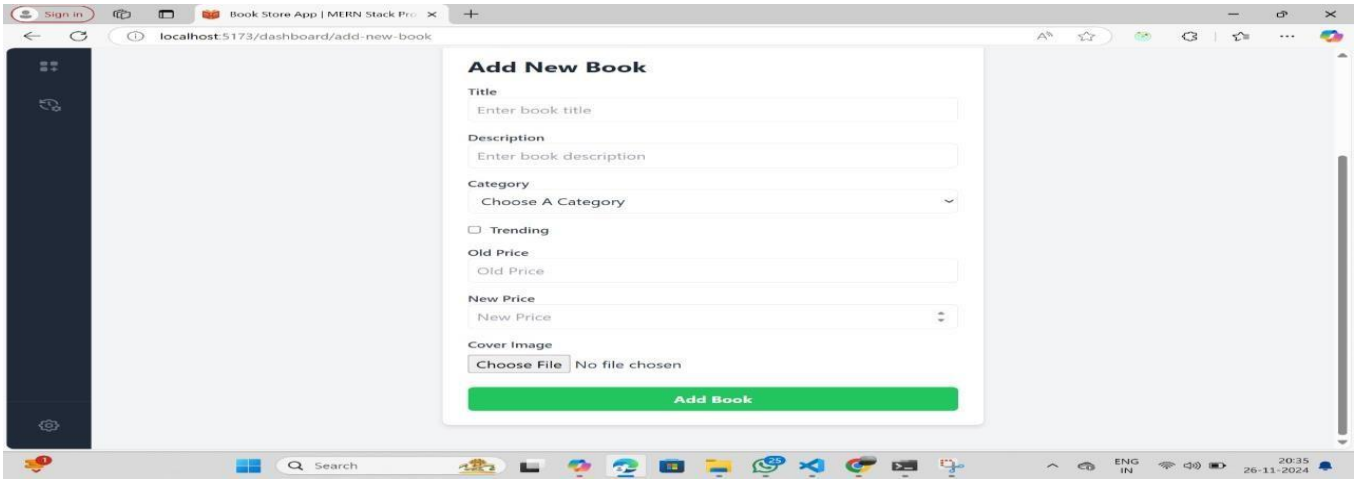 Sign in
Book Store App | MERN Stack Pro
localhost:5173/dashboard/add-new-book
Add New Book
Title
Enter book title
Description
Enter book description
Category
Choose A Category
Trending
Old Price
Old Price
New Price
New Price
Cover Image
Choose File No file chosen
Add Book
1
Search
25
ENG
IN
20:35
26-11-2024